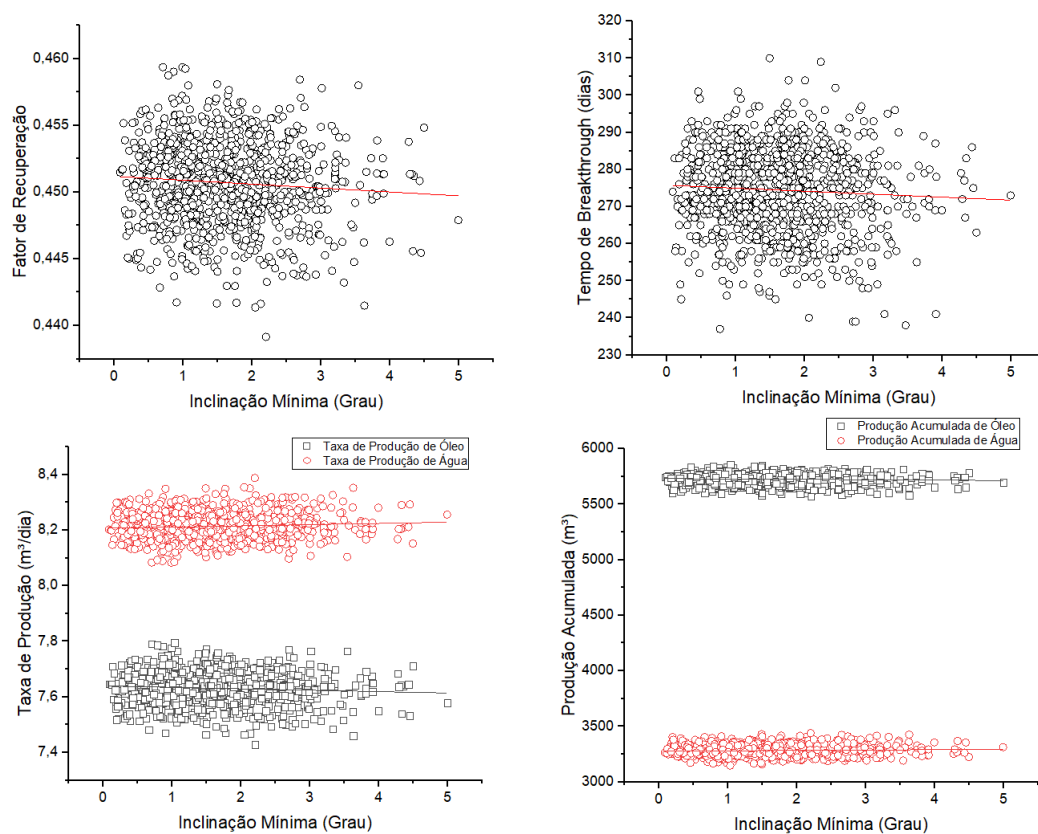 Fator de Recuperação
0,460
0,455
0,450
0,445
0,440
0 1 2 3 4 5
Inclinação Mínima (Grau)
Tempo de Breakthrough (dias)
320
310
300
290
280
270
260
250
240
230
0 1 2 3 4 5
Inclinação Mínima (Grau)
Taxa de Produção de Óleo
Taxa de Produção de Água
Taxa de Produção (m³/dia)
8,4
8,2
8,0
7,8
7,6
7,4
0 1 2 3 4 5
Inclinação Mínima (Grau)
Produção Acumulada de Óleo
Produção Acumulada de Água
Produção Acumulada (m³)
6000
5500
5000
4500
4000
3500
3000
0 1 2 3 4 5
Inclinação Mínima (Grau)